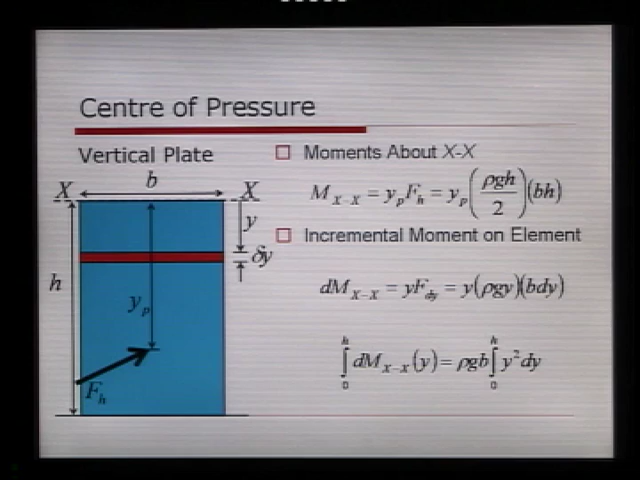 Centre of Pressure
Vertical Plate
X b X
y
δy
h
y_p
F_h
Moments About X-X
M_{X-X} = y_p F_h = y_p (ρgh/2)(bh)
Incremental Moment on Element
dM_{X-X} = yF_{dy} = y(ρgy)(bdy)
∫_0^h dM_{X-X}(y) = ρgb ∫_0^h y² dy